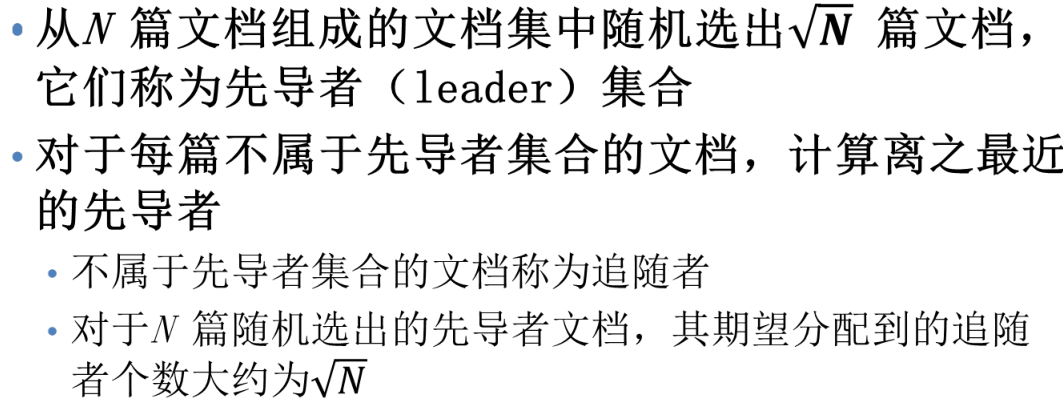 • 从N 篇文档组成的文档集中随机选出√N 篇文档，
它们称为先导者（leader）集合
• 对于每篇不属于先导者集合的文档，计算离之最近
的先导者
• 不属于先导者集合的文档称为追随者
• 对于N 篇随机选出的先导者文档，其期望分配到的追随
者个数大约为√N